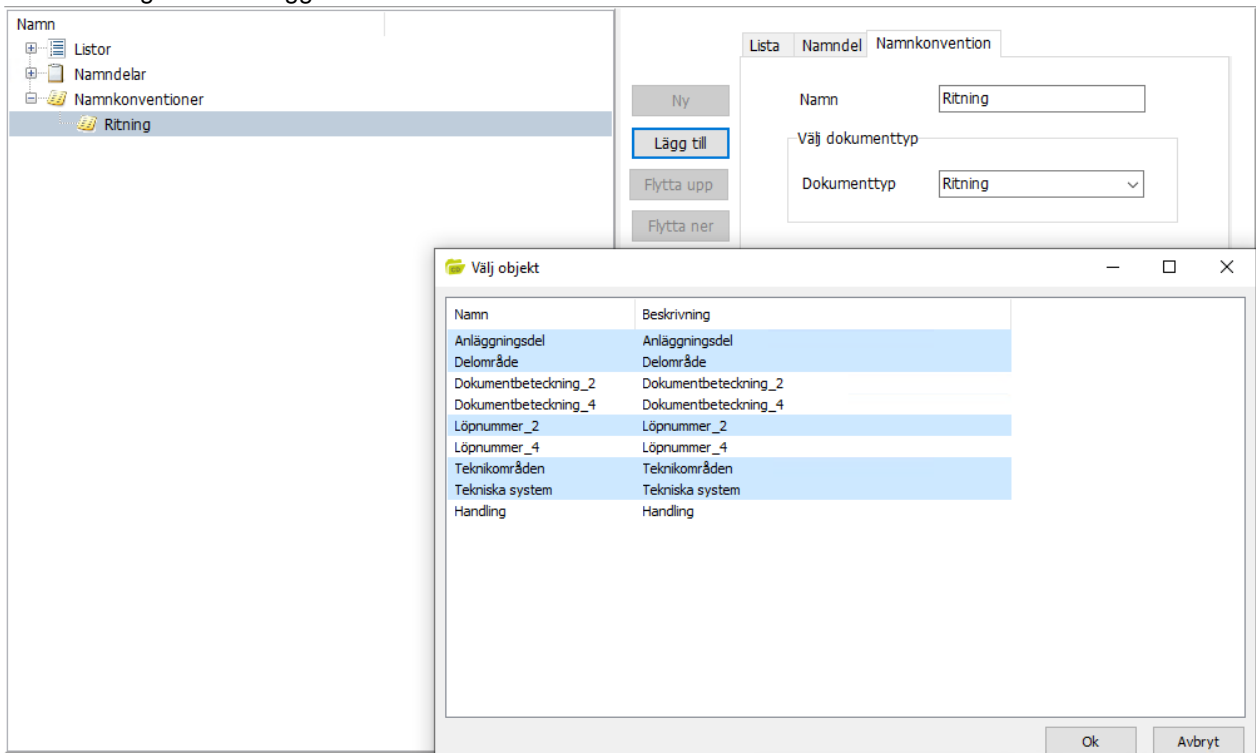 Namn
Listor
Namndelar
Namnkonventioner
Ritning
Ny
Lägg till
Flytta upp
Flytta ner
Lista Namndel Namnkonvention
Namn Ritning
Välj dokumenttyp
Dokumenttyp Ritning
Välj objekt
Namn Beskrivning
Anläggningsdel Anläggningsdel
Delområde Delområde
Dokumentbeteckning_2 Dokumentbeteckning_2
Dokumentbeteckning_4 Dokumentbeteckning_4
Löpnummer_2 Löpnummer_2
Löpnummer_4 Löpnummer_4
Teknikområden Teknikområden
Tekniska system Tekniska system
Handling Handling
Ok Avbryt